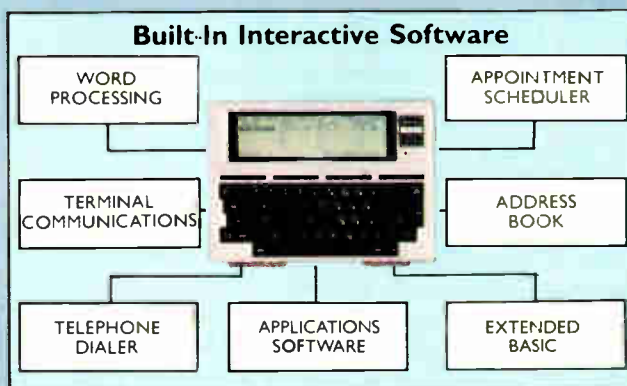 Built-In Interactive Software
WORD
PROCESSING
APPOINTMENT
SCHEDULER
TERMINAL
COMMUNICATIONS
ADDRESS
BOOK
TELEPHONE
DIALER
APPLICATIONS
SOFTWARE
EXTENDED
BASIC